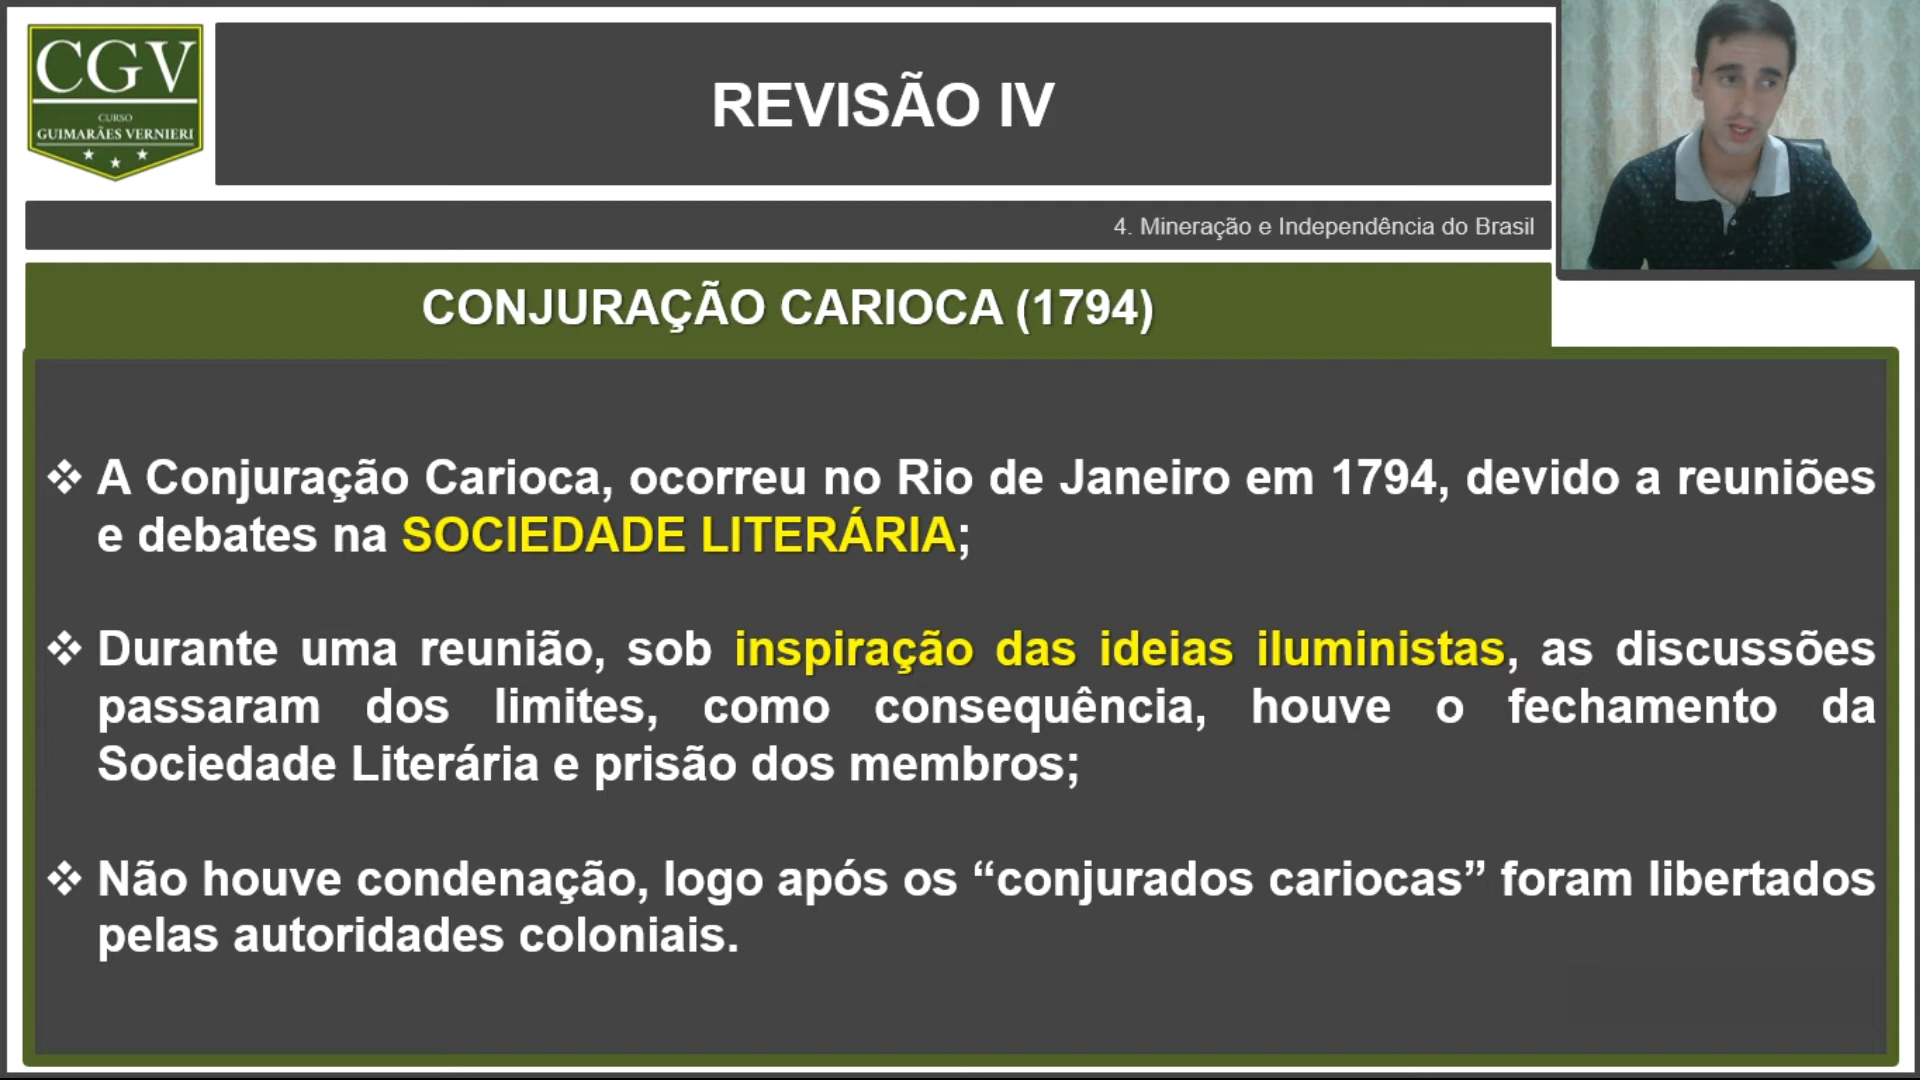 CGV
CURSO
GUIMARÃES VERNIERI
REVISÃO IV
4. Mineração e Independência do Brasil
CONJURAÇÃO CARIOCA (1794)
❖ A Conjuração Carioca, ocorreu no Rio de Janeiro em 1794, devido a reuniões
e debates na SOCIEDADE LITERÁRIA;
❖ Durante uma reunião, sob inspiração das ideias iluministas, as discussões
passaram dos limites, como consequência, houve o fechamento da
Sociedade Literária e prisão dos membros;
❖ Não houve condenação, logo após os “conjurados cariocas” foram libertados
pelas autoridades coloniais.